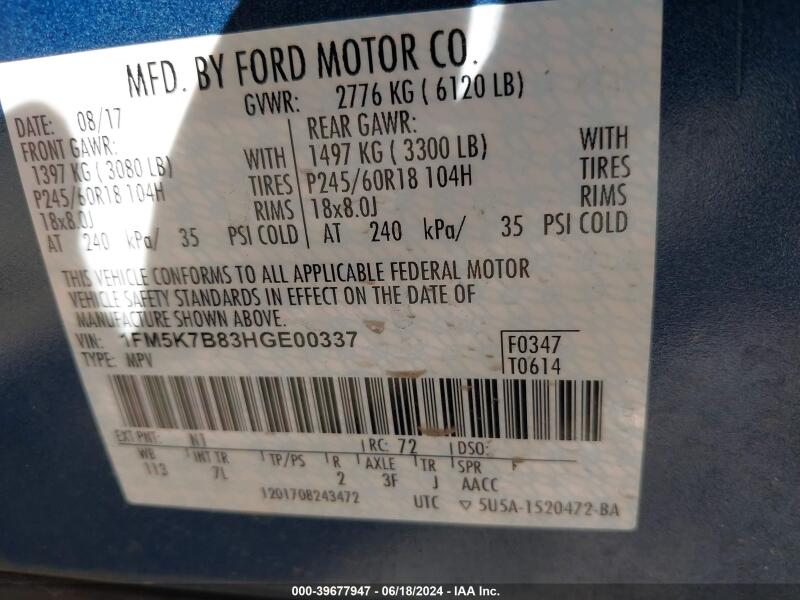 MFD. BY FORD MOTOR CO.
DATE: 08/17 GVWR: 2776 KG ( 6120 LB)
FRONT GAWR: REAR GAWR:
1397 KG ( 3080 LB) WITH 1497 KG ( 3300 LB) WITH
P245/60R18 104H TIRES P245/60R18 104H TIRES
18x8.0J RIMS 18x8.0J RIMS
AT 240 kPa/ 35 PSI COLD AT 240 kPa/ 35 PSI COLD
THIS VEHICLE CONFORMS TO ALL APPLICABLE FEDERAL MOTOR
VEHICLE SAFETY STANDARDS IN EFFECT ON THE DATE OF
MANUFACTURE SHOWN ABOVE.
VIN: 1FM5K7B83HGE00337 F0347
TYPE: MPV T0614
EXT PNT: N1 RC: 72 DSO:
WB INT TR TP/PS R AXLE TR SPR F
113 7L 2 3F J AACC
1201708243472 UTC ▽ 5U5A-1520472-BA
000-39677947 - 06/18/2024 - IAA Inc.